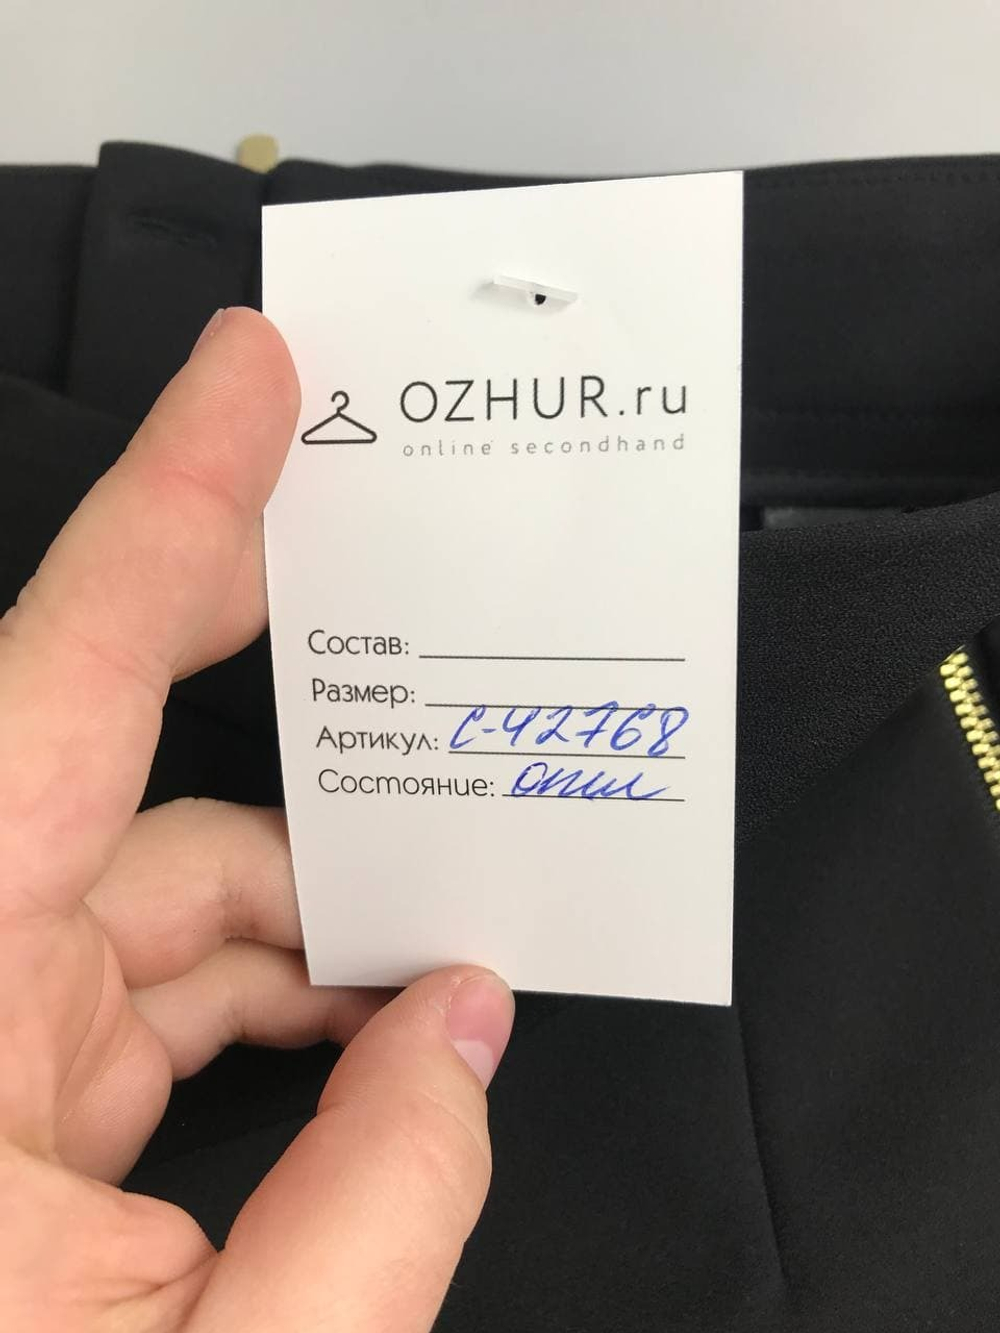 OZHUR.ru
online secondhand
Состав:
Размер:
Артикул: С-42768
Состояние: отл